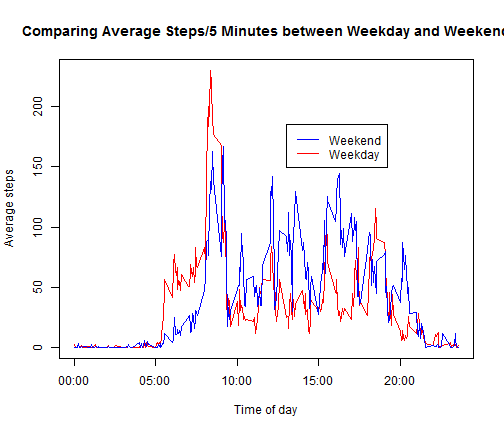 Comparing Average Steps/5 Minutes between Weekday and Weekend
Average steps
200
150
100
50
0
Weekend
Weekday
00:00 05:00 10:00 15:00 20:00
Time of day